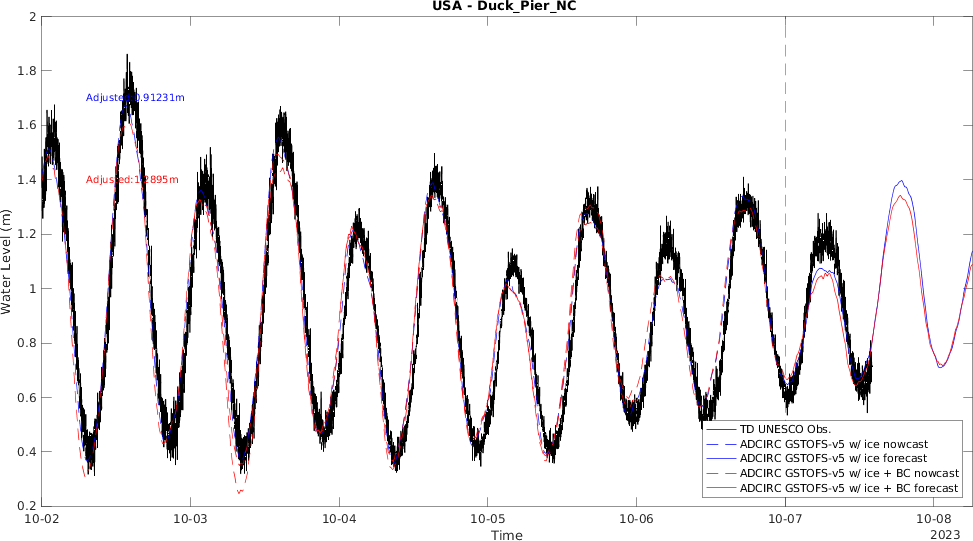 USA - Duck_Pier_NC
2
1.8
1.6
1.4
1.2
1
0.8
0.6
0.4
0.2
Water Level (m)
Adjusted:0.91231m
Adjusted:1.2895m
TD UNESCO Obs.
ADCIRC GSTOFS-v5 w/ ice nowcast
ADCIRC GSTOFS-v5 w/ ice forecast
ADCIRC GSTOFS-v5 w/ ice + BC nowcast
ADCIRC GSTOFS-v5 w/ ice + BC forecast
10-02 10-03 10-04 10-05 10-06 10-07 10-08
Time
2023